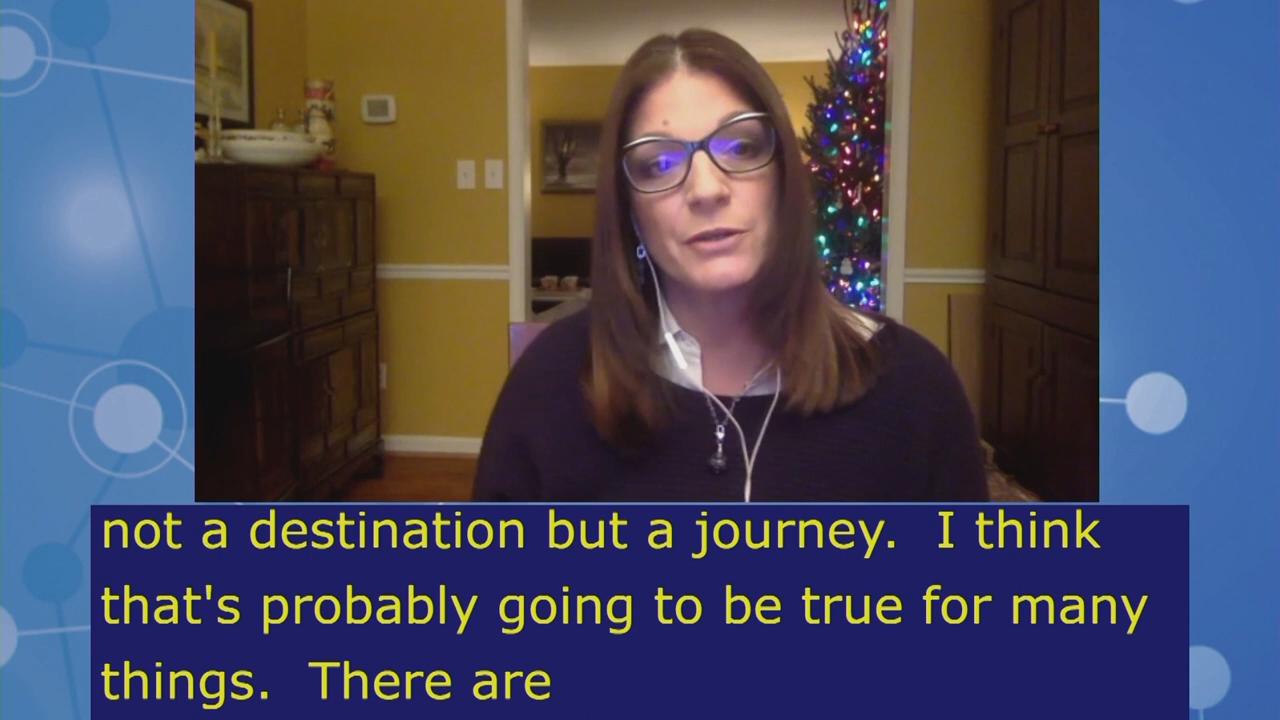 not a destination but a journey.  I think
that's probably going to be true for many
things.  There are